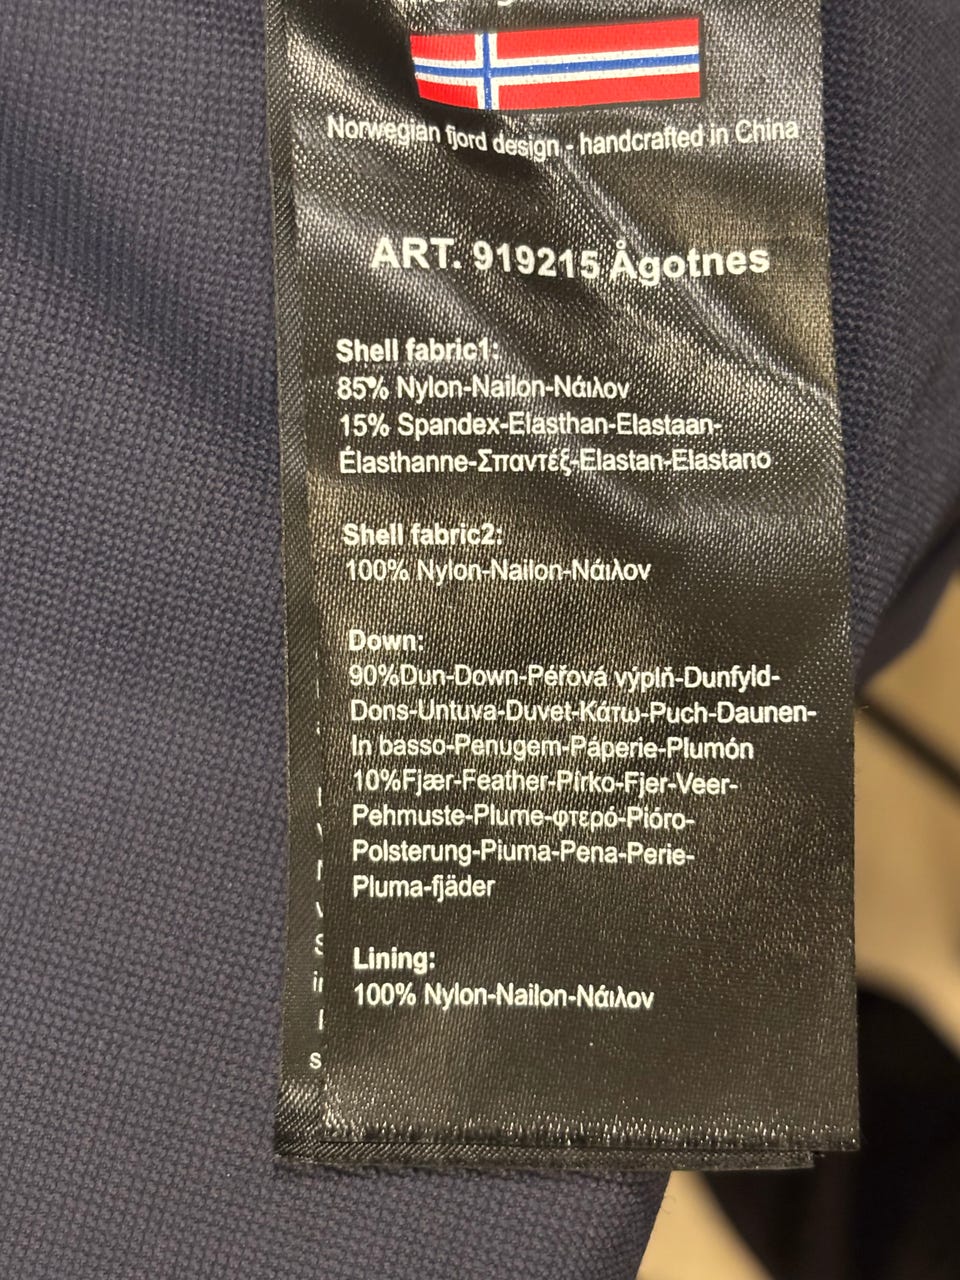 Norwegian fjord design - handcrafted in China
ART. 919215 Ågotnes
Shell fabric1:
85% Nylon-Nailon-Νάιλον
15% Spandex-Elasthan-Elastaan-
Élasthanne-Σπαντέξ-Elastan-Elastano
Shell fabric2:
100% Nylon-Nailon-Νάιλον
Down:
90%Dun-Down-Péřová výplň-Dunfyld-
Dons-Untuva-Duvet-Κάτω-Puch-Daunen-
In basso-Penugem-Páperie-Plumón
10%Fjær-Feather-Pírko-Fjer-Veer-
Pehmuste-Plume-φτερό-Pióro-
Polsterung-Piuma-Pena-Perie-
Pluma-fjäder
Lining:
100% Nylon-Nailon-Νάιλον